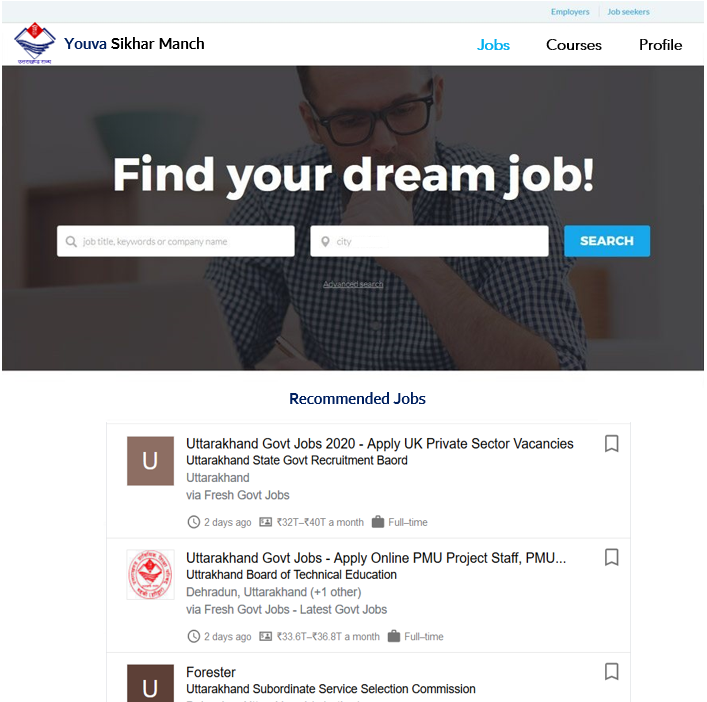 Employers
Job seekers
उत्तराखण्ड राज्य
Youva Sikhar Manch
Jobs
Courses
Profile
Find your dream job!
job title, keywords or company name
city
SEARCH
Advanced search
Recommended Jobs
U
Uttarakhand Govt Jobs 2020 - Apply UK Private Sector Vacancies
Uttarakhand State Govt Recruitment Baord
Uttarakhand
via Fresh Govt Jobs
2 days ago ₹32T–₹40T a month Full–time
Uttarakhand Govt Jobs - Apply Online PMU Project Staff, PMU...
Uttrakhand Board of Technical Education
Dehradun, Uttarakhand (+1 other)
via Fresh Govt Jobs - Latest Govt Jobs
2 days ago ₹33.6T–₹36.8T a month Full–time
U
Forester
Uttarakhand Subordinate Service Selection Commission